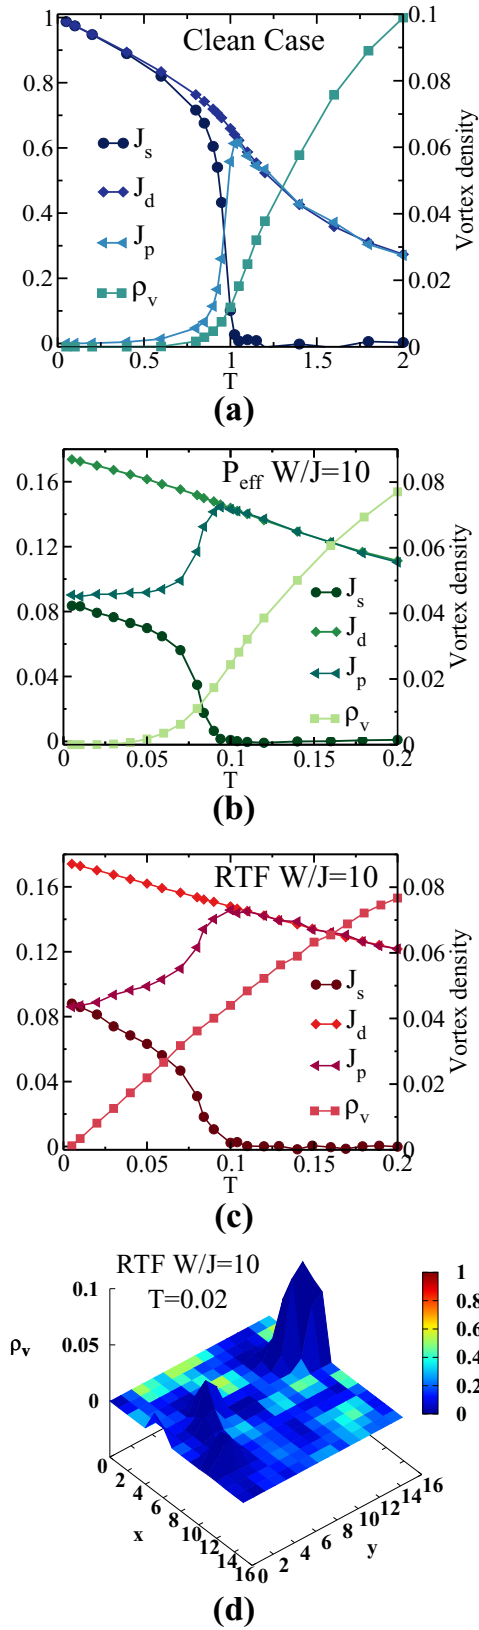 Clean Case
1
0.8
0.6
0.4
0.2
0
0.1
0.08
0.06
0.04
0.02
0
Vortex density
J_s
J_d
J_p
ρ_v
0 0.5 1 1.5 2
T
(a)
P_eff W/J=10
0.16
0.12
0.08
0.04
0
0.08
0.06
0.04
0.02
0
Vortex density
J_s
J_d
J_p
ρ_v
0 0.05 0.1 0.15 0.2
T
(b)
RTF W/J=10
0.16
0.12
0.08
0.04
0
0.08
0.06
0.04
0.02
0
Vortex density
J_s
J_d
J_p
ρ_v
0 0.05 0.1 0.15 0.2
T
(c)
RTF W/J=10
T=0.02
ρ_v
0.1
0.05
0
1
0.8
0.6
0.4
0.2
0
0 2 4 6 8 10 12 14 16
x
0 2 4 6 8 10 12 14 16
y
(d)